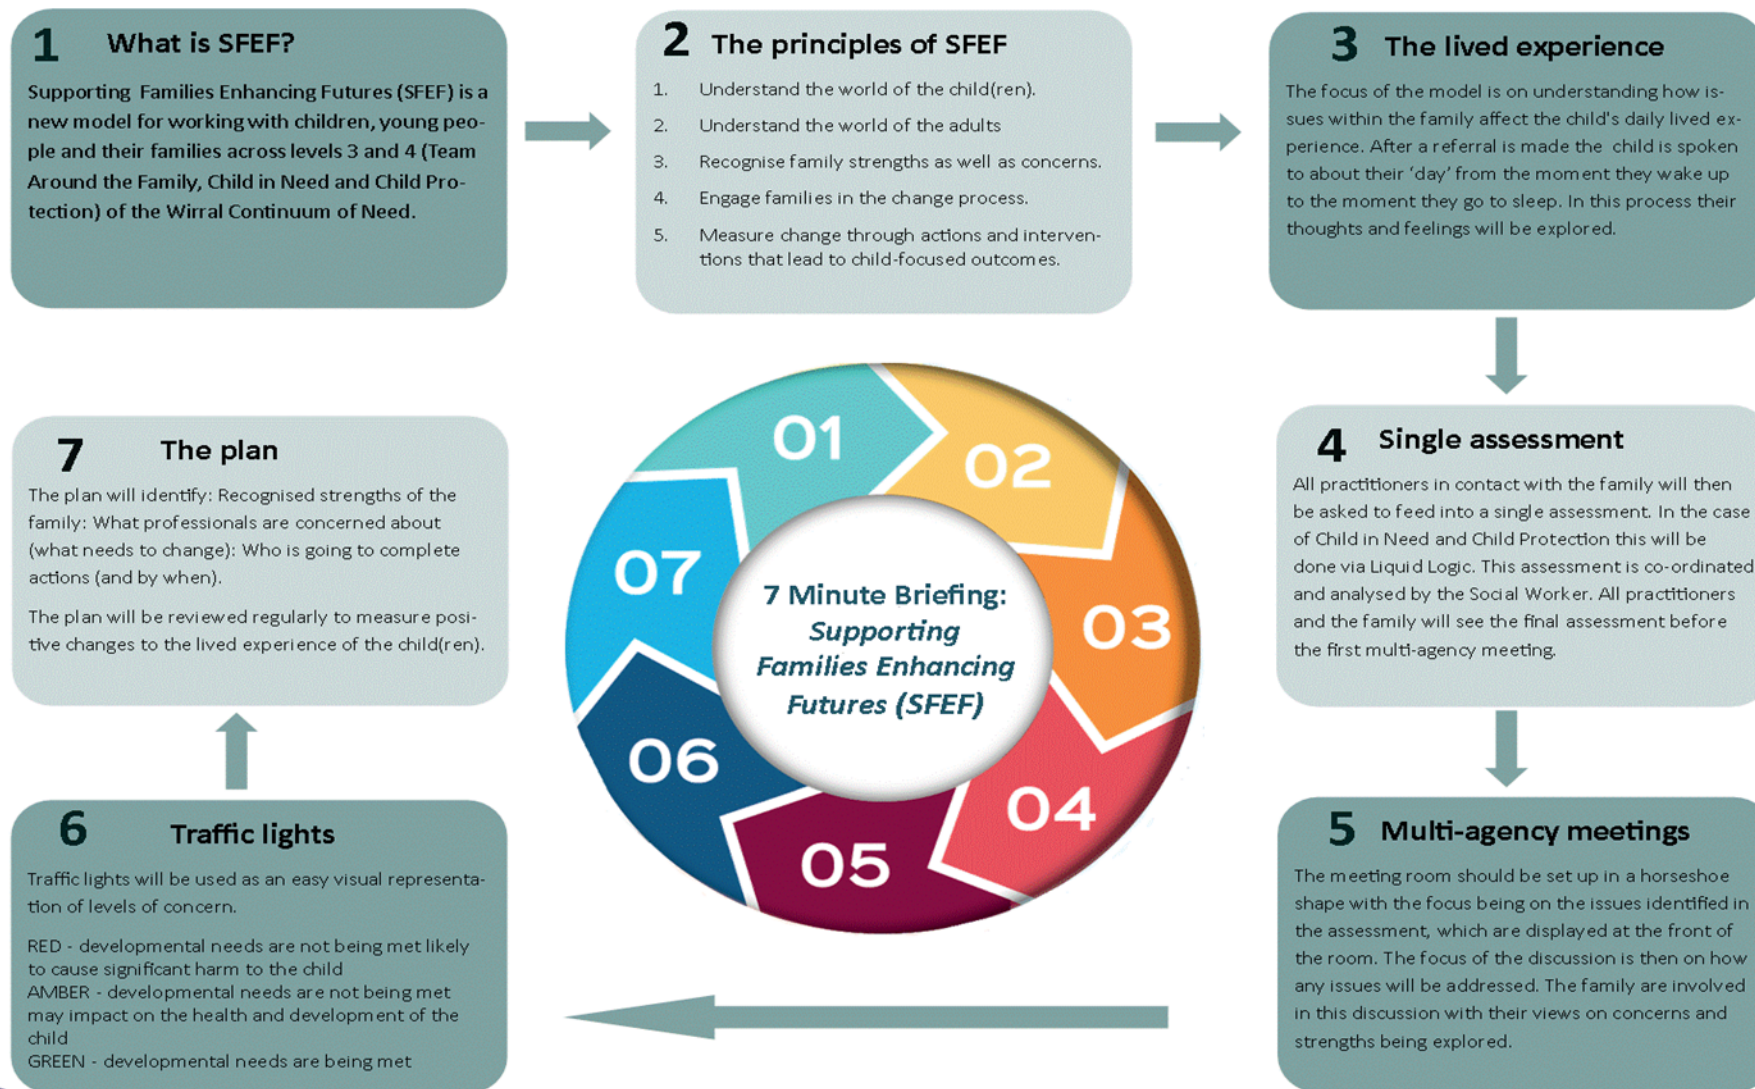 1 What is SFEF?
Supporting Families Enhancing Futures (SFEF) is a
new model for working with children, young peo-
ple and their families across levels 3 and 4 (Team
Around the Family, Child in Need and Child Pro-
tection) of the Wirral Continuum of Need.
2 The principles of SFEF
1. Understand the world of the child(ren).
2. Understand the world of the adults
3. Recognise family strengths as well as concerns.
4. Engage families in the change process.
5. Measure change through actions and interven-
tions that lead to child-focused outcomes.
3 The lived experience
The focus of the model is on understanding how is-
sues within the family affect the child's daily lived ex-
perience. After a referral is made the child is spoken
to about their ‘day’ from the moment they wake up
to the moment they go to sleep. In this process their
thoughts and feelings will be explored.
4 Single assessment
All practitioners in contact with the family will then
be asked to feed into a single assessment. In the case
of Child in Need and Child Protection this will be
done via Liquid Logic. This assessment is co-ordinated
and analysed by the Social Worker. All practitioners
and the family will see the final assessment before
the first multi-agency meeting.
5 Multi-agency meetings
The meeting room should be set up in a horseshoe
shape with the focus being on the issues identified in
the assessment, which are displayed at the front of
the room. The focus of the discussion is then on how
any issues will be addressed. The family are involved
in this discussion with their views on concerns and
strengths being explored.
6 Traffic lights
Traffic lights will be used as an easy visual representa-
tion of levels of concern.
RED - developmental needs are not being met likely
to cause significant harm to the child
AMBER - developmental needs are not being met
may impact on the health and development of the
child
GREEN - developmental needs are being met
7 The plan
The plan will identify: Recognised strengths of the
family: What professionals are concerned about
(what needs to change): Who is going to complete
actions (and by when).
The plan will be reviewed regularly to measure posi-
tive changes to the lived experience of the child(ren).
01
02
03
04
05
06
07
7 Minute Briefing:
Supporting
Families Enhancing
Futures (SFEF)